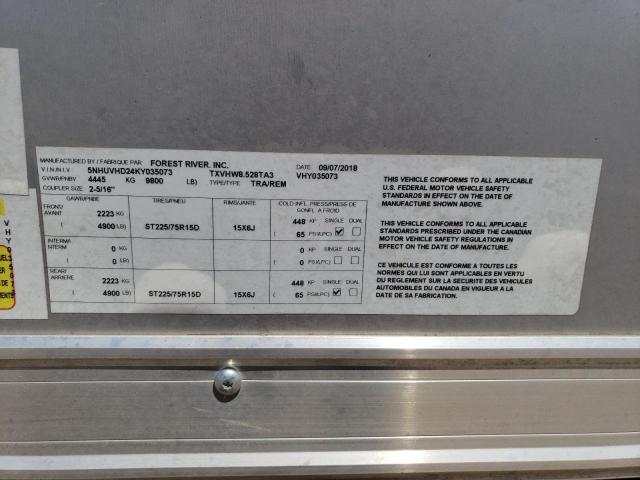 MANUFACTURED BY / FABRIQUE PAR: FOREST RIVER, INC. DATE: 09/07/2018
V.I.N./N.I.V. 5NHUVHD24KY035073 TXVHW8.528TA3 VHY035073
GVWR/PNBV 4445 KG 9800 LB) TYPE/TYPE: TRA/REM
COUPLER SIZE: 2-5/16"
GAWR/PNBE TIRES/PNEU RIMS/JANTE COLD INFL.PRESS/PRESS DE GONFL A FROID
FRONT/ AVANT 2223 KG 448 KP SINGLE DUAL
( 4900 LB) ST225/75R15D 15X6J ( 65 PSI/LPC)
INTERM/ INTERM 0 KG 0 KP SINGLE DUAL
( 0 LB) ( 0 PSI/LPC)
REAR/ ARRIERE 2223 KG 448 KP SINGLE DUAL
( 4900 LB) ST225/75R15D 15X6J ( 65 PSI/LPC)
THIS VEHICLE CONFORMS TO ALL APPLICABLE
U.S. FEDERAL MOTOR VEHICLE SAFETY
STANDARDS IN EFFECT ON THE DATE OF
MANUFACTURE SHOWN ABOVE.
THIS VEHICLE CONFORMS TO ALL APPLICABLE
STANDARDS PRESCRIBED UNDER THE CANADIAN
MOTOR VEHICLE SAFETY REGULATIONS IN
EFFECT ON THE DATE OF MANUFACTURE.
CE VEHICULE EST CONFORME A TOUTES LES
NORMES QUI LUI SONT APPLICABLES EN VERTU
DU REGLEMENT SUR LA SECURITE DES VEHICULES
AUTOMOBILES DU CANADA EN VIGUEUR A LA
DATE DE SA FABRICATION.